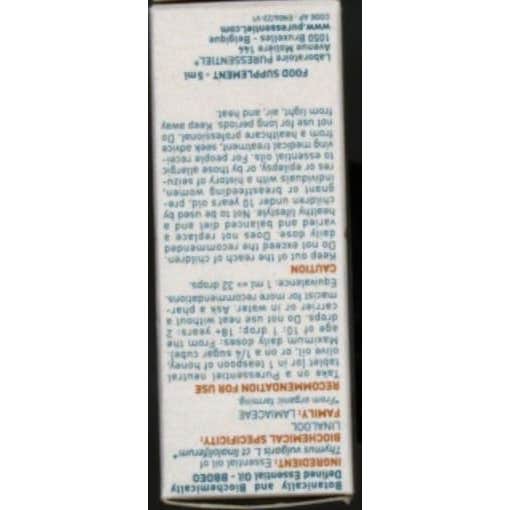 Botanically and Biochemically
Defined Essential Oil - BBDEO
INGREDIENT: Essential oil of
Thymus vulgaris L ct linaloliferum*
BIOCHEMICAL SPECIFICITY:
LINALOOL
FAMILY: LAMIACEAE
*From organic farming.
RECOMMENDATION FOR USE
Take on a Puressentiel neutral
tablet (or in 1 teaspoon of honey,
olive oil, or on a 1/4 sugar cube).
Maximum daily doses: From the
age of 10: 1 drop; 18+ years: 2
drops. Do not use neat without a
carrier or in water. Ask a phar-
macist for more recommendations.
Equivalence: 1 ml <=> 32 drops.
CAUTION
Keep out of the reach of children.
Do not exceed the recommended
daily dose. Does not replace a
varied and balanced diet and a
healthy lifestyle. Not to be used by
children under 10 years old, pre-
gnant or breastfeeding women,
individuals with a history of seizu-
res or epilepsy, or by those allergic
to essential oils. For people recei-
ving medical treatment, seek advice
from a healthcare professional. Do
not use for long periods. Keep away
from light, air, and heat.
FOOD SUPPLEMENT - 5 ml
Laboratoire PURESSENTIEL®
Avenue Molière 144
1050 Bruxelles - Belgique
www.puressentiel.com